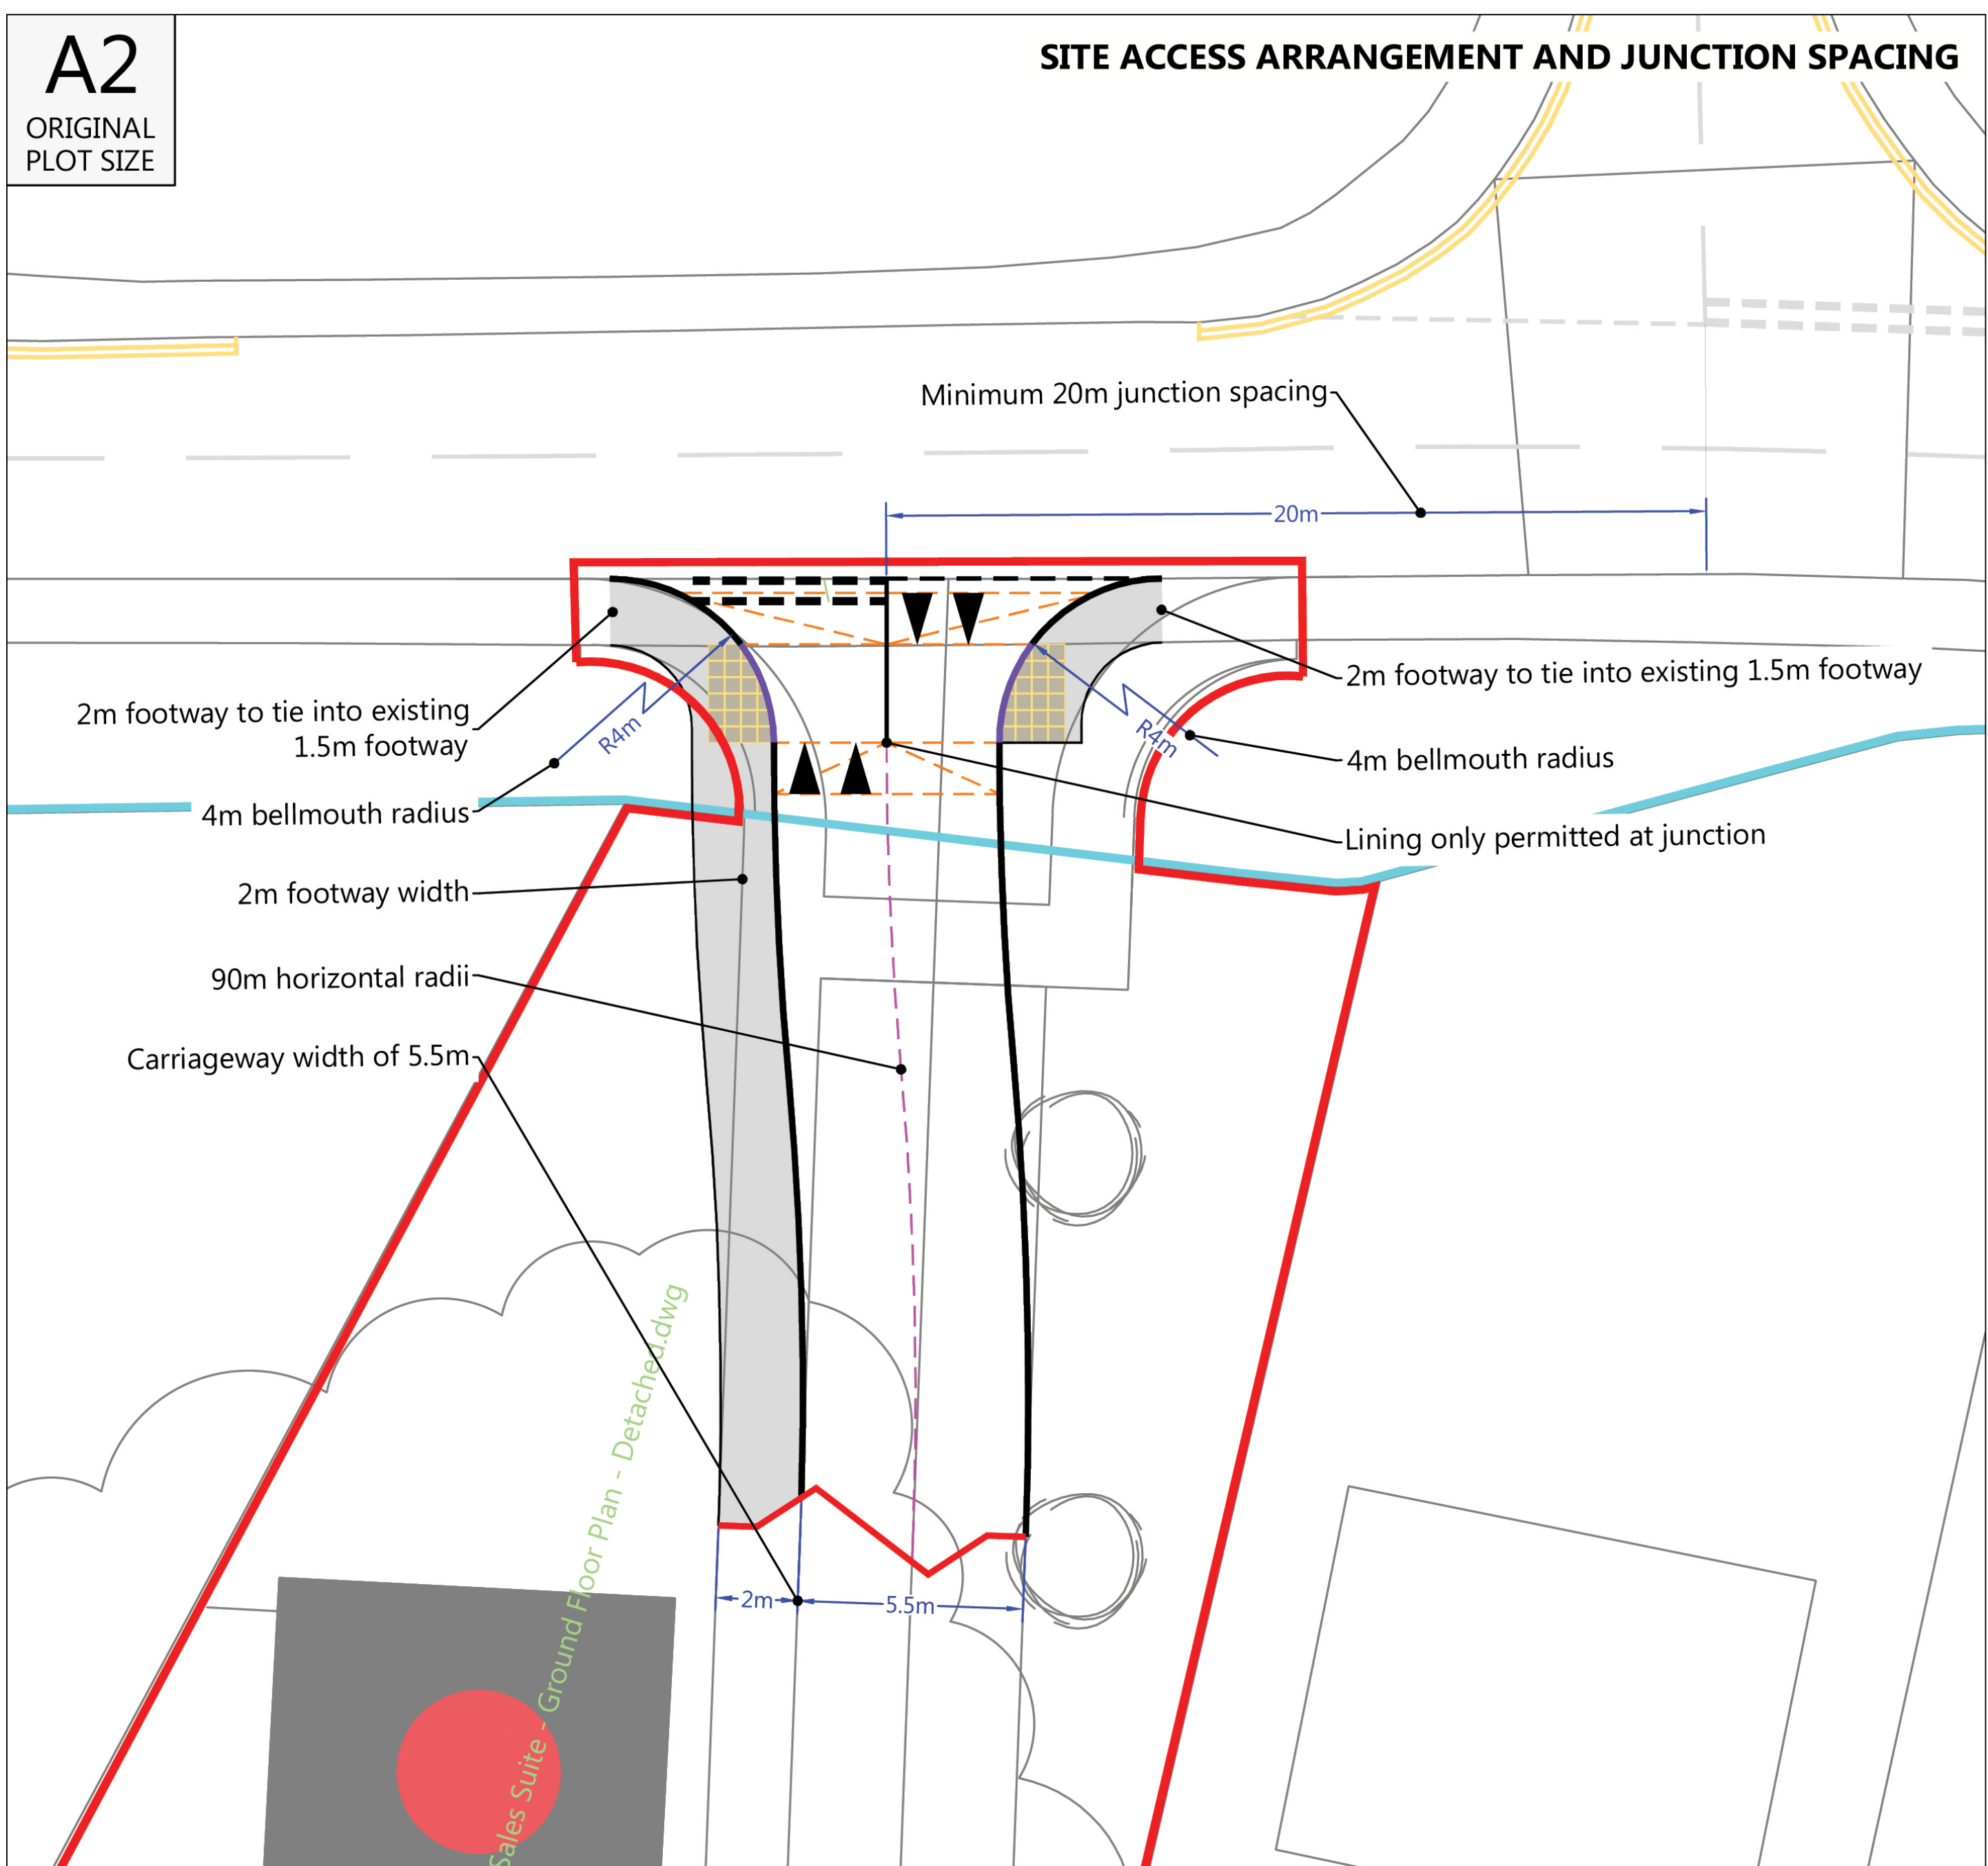 A2
ORIGINAL
PLOT SIZE
SITE ACCESS ARRANGEMENT AND JUNCTION SPACING
Minimum 20m junction spacing
20m
2m footway to tie into existing
1.5m footway
R4m
4m bellmouth radius
2m footway width
90m horizontal radii
Carriageway width of 5.5m
2m footway to tie into existing 1.5m footway
R4m
4m bellmouth radius
Lining only permitted at junction
Sales Suite - Ground Floor Plan - Detached.dwg
2m
5.5m